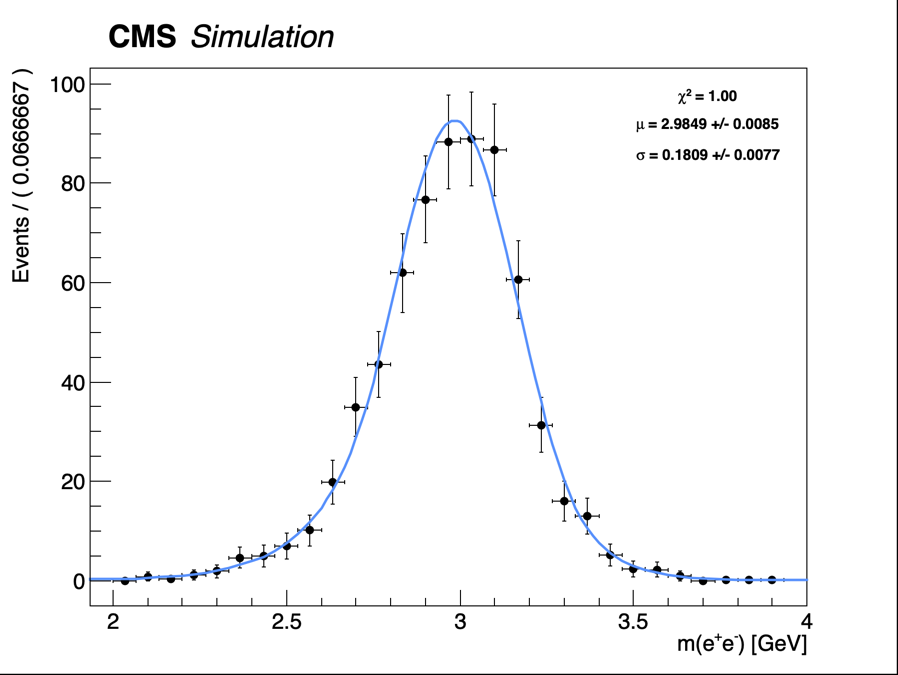 CMS Simulation
Events / ( 0.0666667 )
100
80
60
40
20
0
χ² = 1.00
μ = 2.9849 +/- 0.0085
σ = 0.1809 +/- 0.0077
2 2.5 3 3.5 4
m(e⁺e⁻) [GeV]